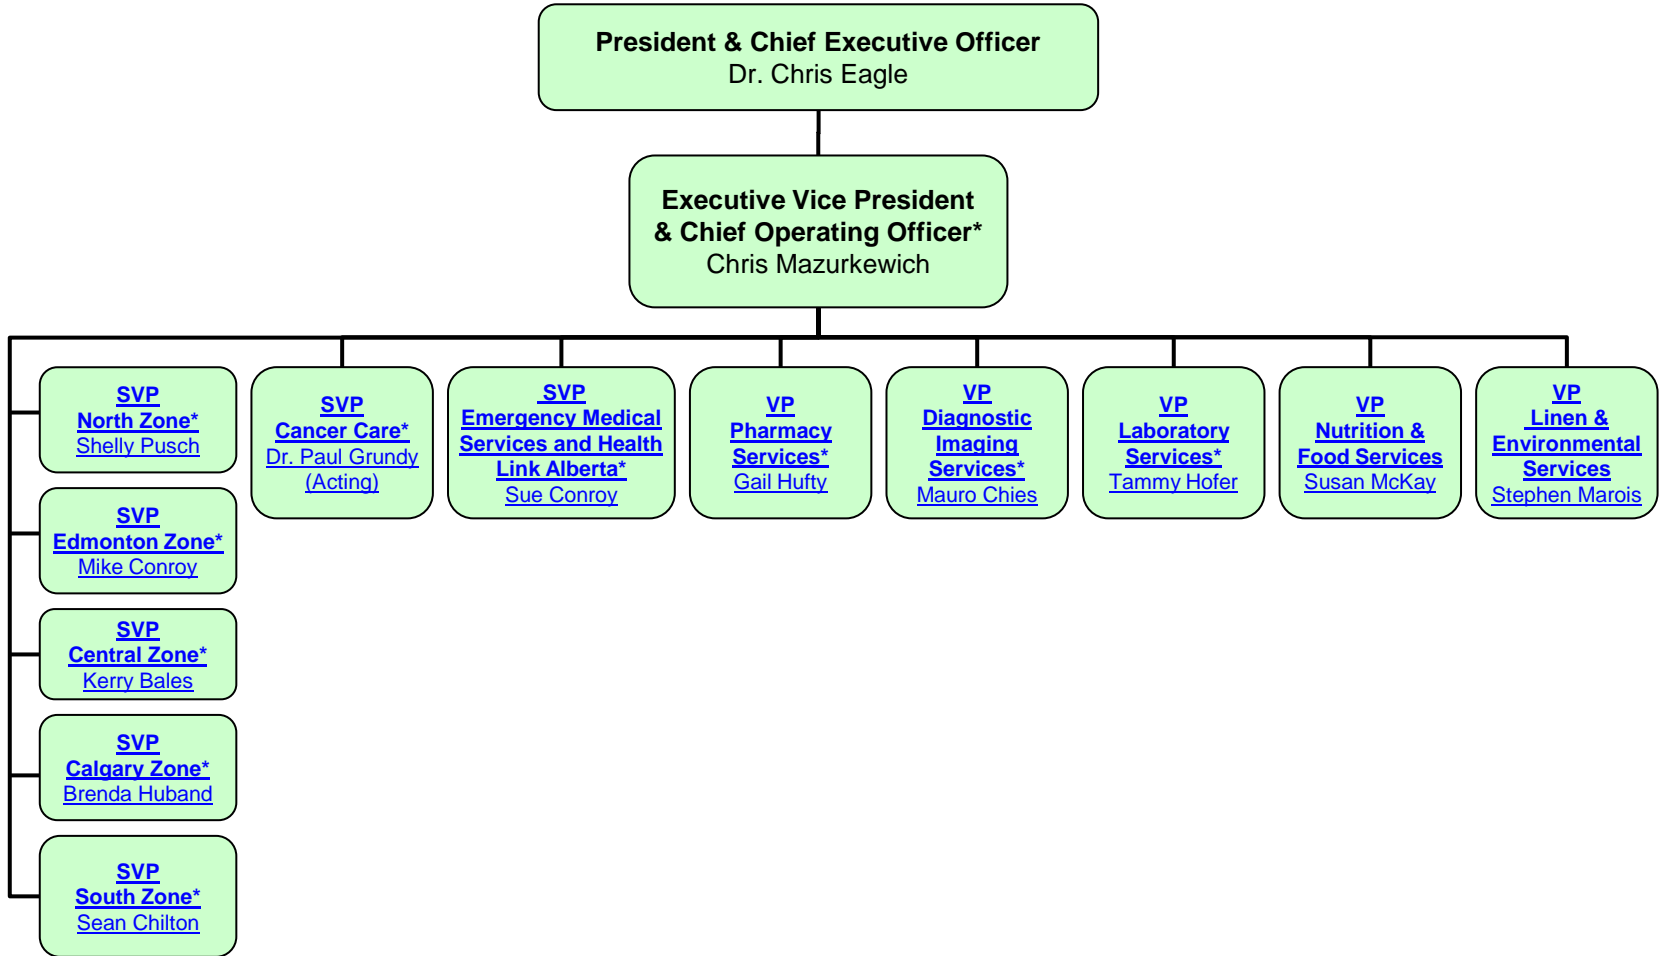 President & Chief Executive Officer
Dr. Chris Eagle
Executive Vice President
& Chief Operating Officer*
Chris Mazurkewich
SVP
North Zone*
Shelly Pusch
SVP
Cancer Care*
Dr. Paul Grundy
(Acting)
SVP
Emergency Medical
Services and Health
Link Alberta*
Sue Conroy
VP
Pharmacy
Services*
Gail Hufty
VP
Diagnostic
Imaging
Services*
Mauro Chies
VP
Laboratory
Services*
Tammy Hofer
VP
Nutrition &
Food Services
Susan McKay
VP
Linen &
Environmental
Services
Stephen Marois
SVP
Edmonton Zone*
Mike Conroy
SVP
Central Zone*
Kerry Bales
SVP
Calgary Zone*
Brenda Huband
SVP
South Zone*
Sean Chilton